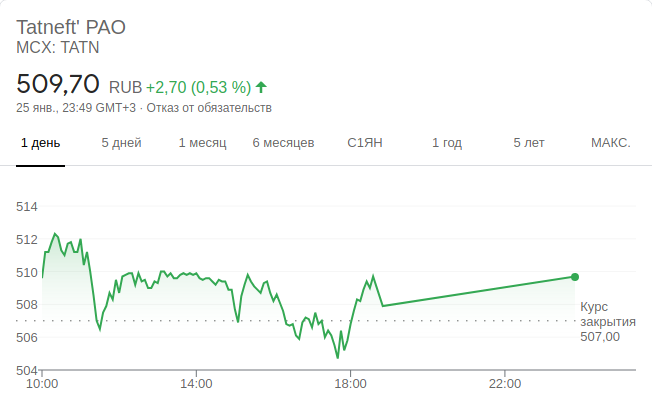 Tatneft' PAO
MCX: TATN
509,70 RUB +2,70 (0,53 %)
25 янв., 23:49 GMT+3 · Отказ от обязательств
1 день 5 дней 1 месяц 6 месяцев С1ЯН 1 год 5 лет МАКС.
514
512
510
508
506
504
Курс
закрытия
507,00
10:00 14:00 18:00 22:00